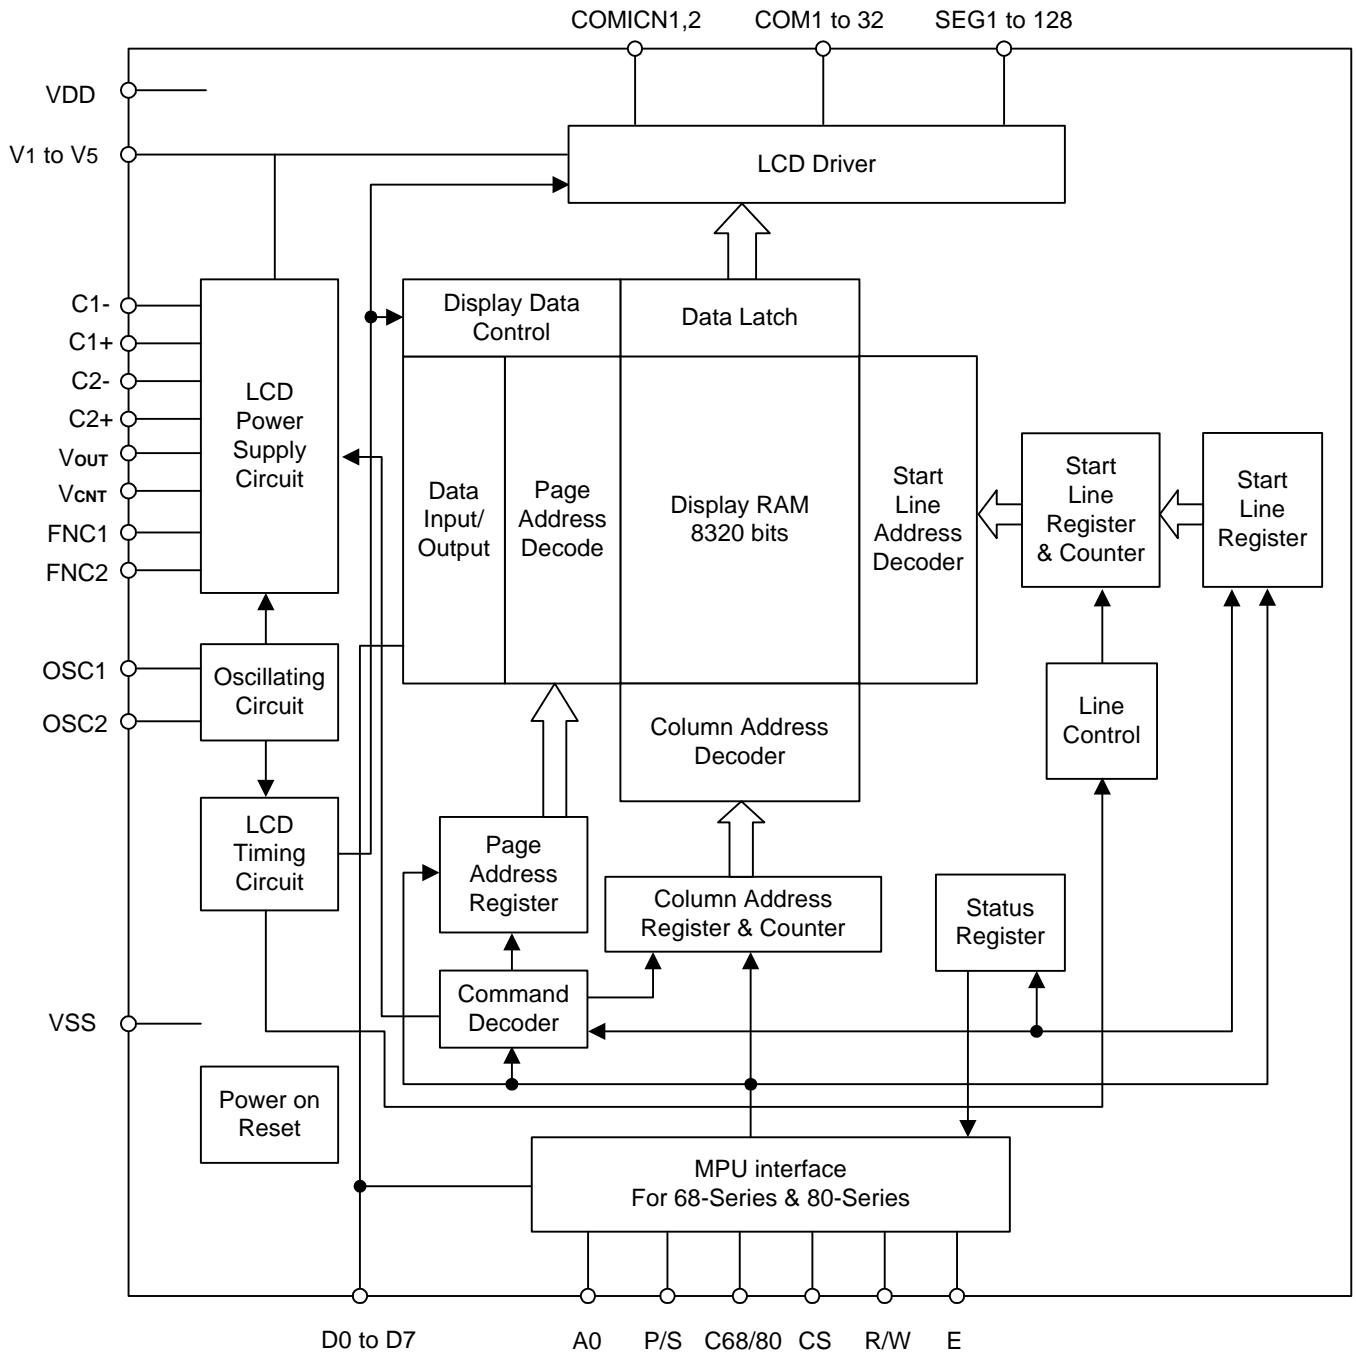 COMICN1,2
COM1 to 32
SEG1 to 128
VDD
V1 to V5
LCD Driver
C1-
C1+
C2-
C2+
VOUT
VCNT
FNC1
FNC2
LCD
Power
Supply
Circuit
Display Data
Control
Data Latch
Data
Input/
Output
Page
Address
Decode
Display RAM
8320 bits
Start
Line
Address
Decoder
Start
Line
Register
& Counter
Start
Line
Register
OSC1
OSC2
Oscillating
Circuit
Column Address
Decoder
Line
Control
LCD
Timing
Circuit
Page
Address
Register
Column Address
Register & Counter
Status
Register
Command
Decoder
VSS
Power on
Reset
MPU interface
For 68-Series & 80-Series
D0 to D7
A0
P/S
C68/80
CS
R/W
E